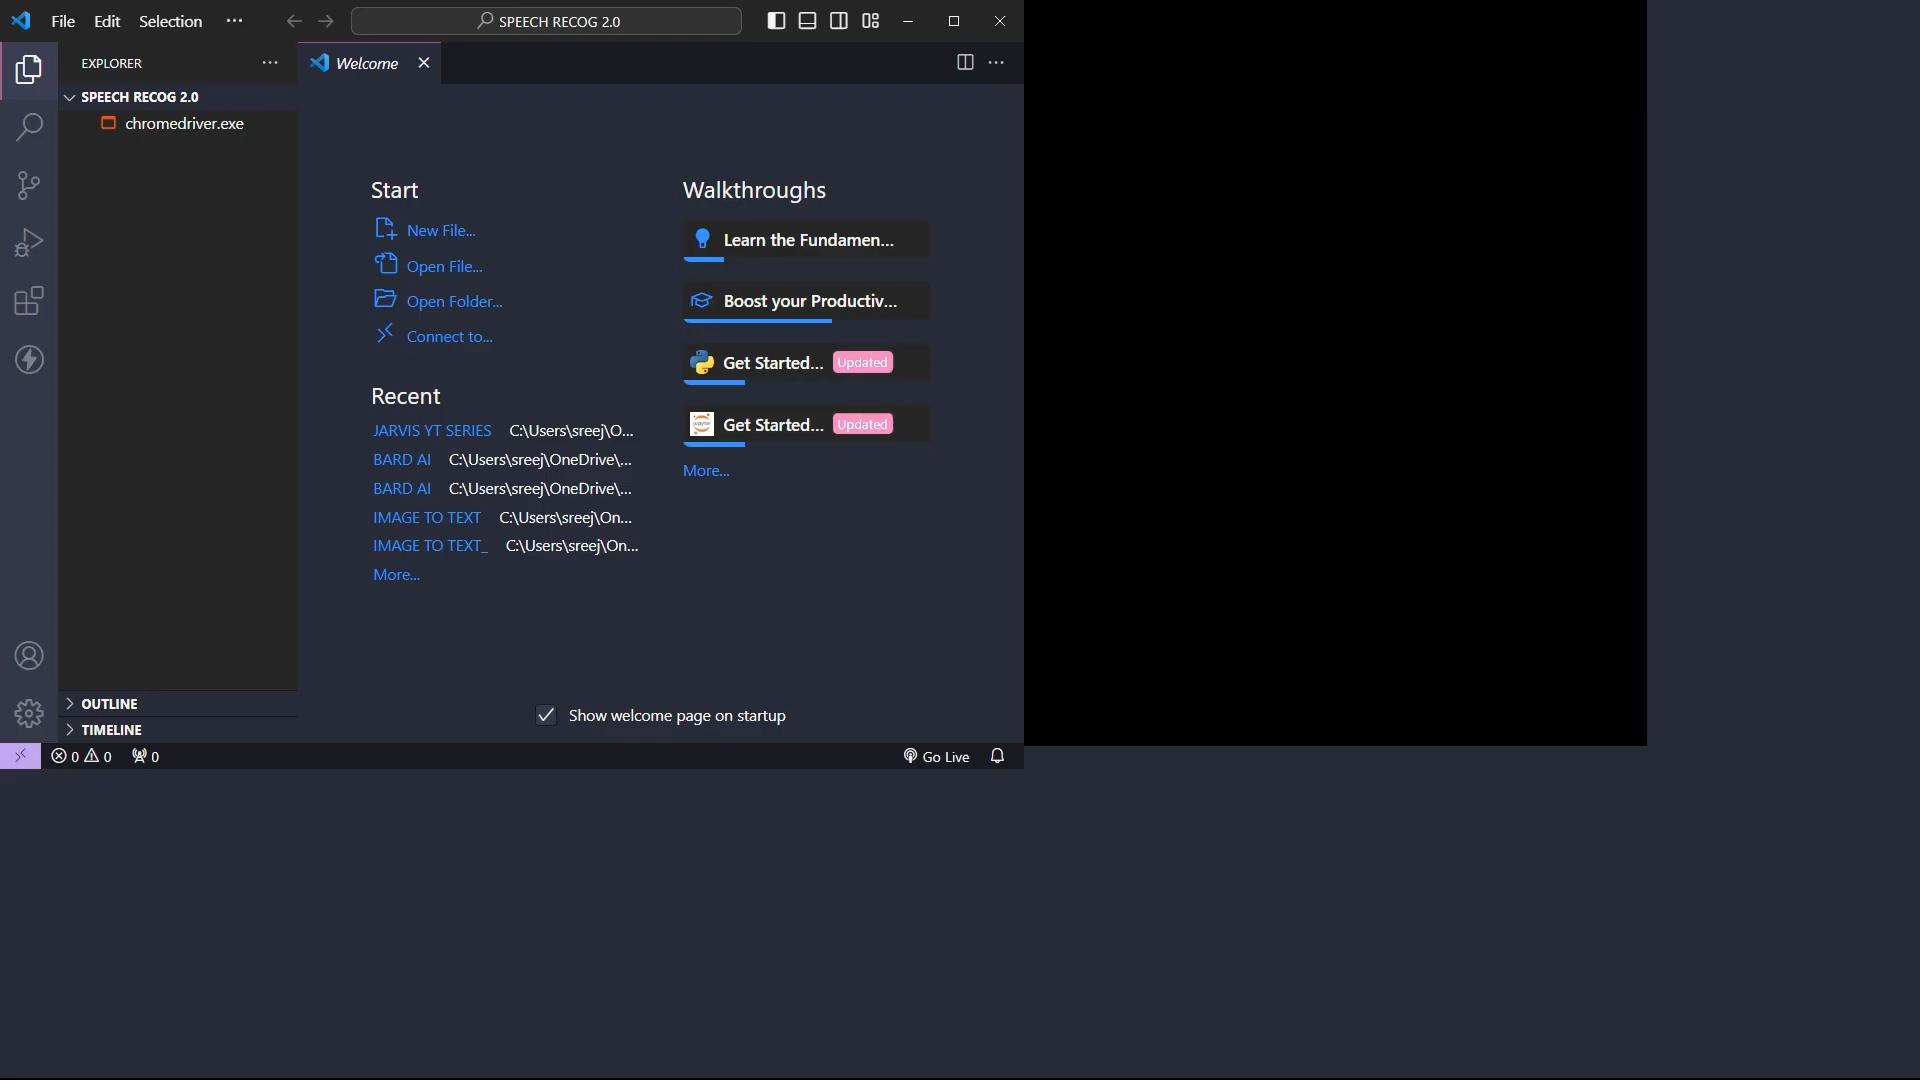 File Edit Selection ··· SPEECH RECOG 2.0
EXPLORER ···
Welcome
SPEECH RECOG 2.0
chromedriver.exe
OUTLINE
TIMELINE
Start
New File...
Open File...
Open Folder...
Connect to...
Recent
JARVIS YT SERIES C:\Users\sreej\O...
BARD AI C:\Users\sreej\OneDrive\...
BARD AI C:\Users\sreej\OneDrive\...
IMAGE TO TEXT C:\Users\sreej\On...
IMAGE TO TEXT_ C:\Users\sreej\On...
More...
Walkthroughs
Learn the Fundamen...
Boost your Productiv...
Get Started... Updated
Get Started... Updated
More...
Show welcome page on startup
0 0 0 Go Live